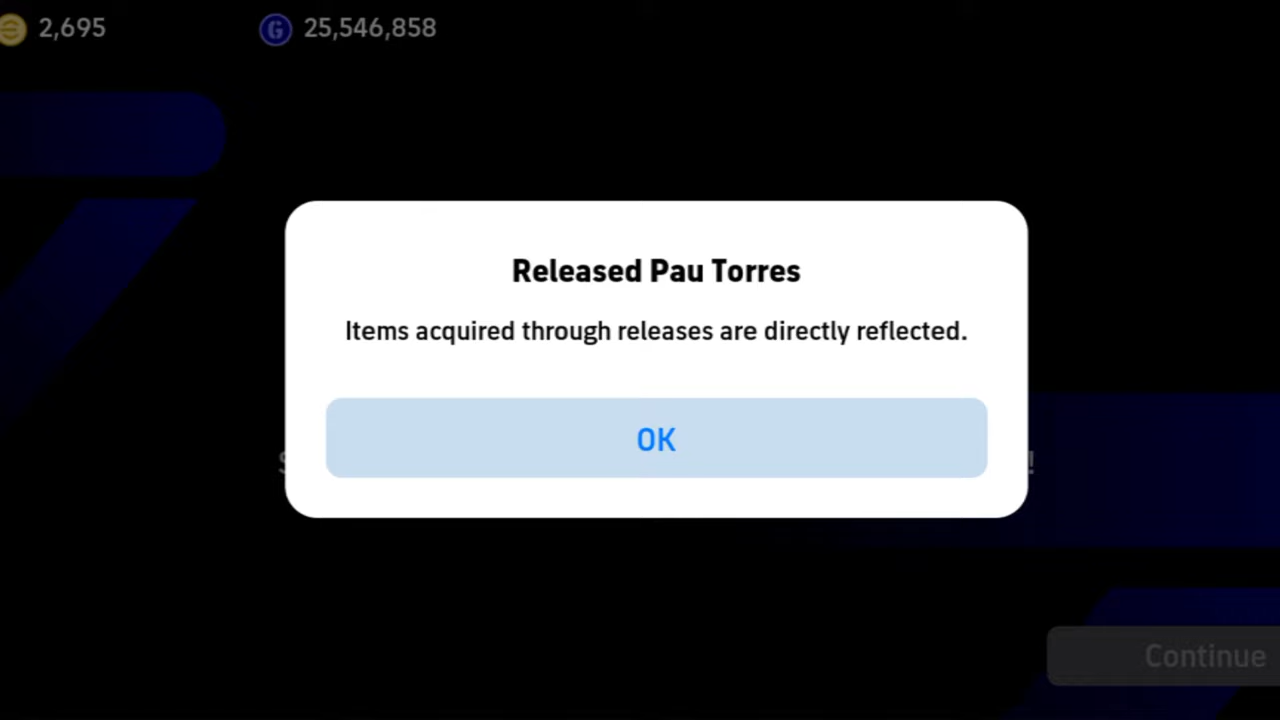 2,695
25,546,858
Released Pau Torres
Items acquired through releases are directly reflected.
OK
Continue